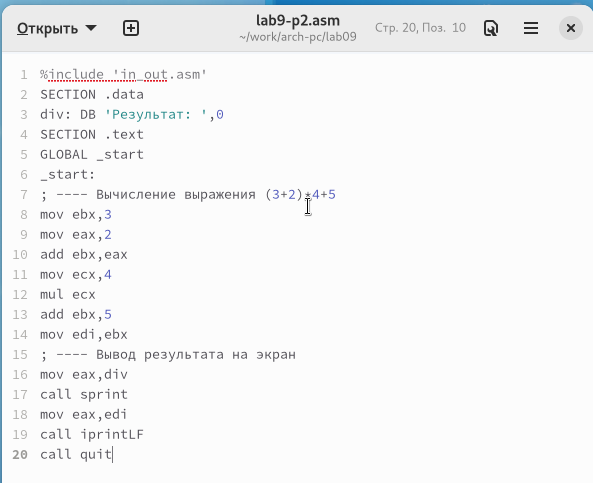 Открыть
lab9-p2.asm
~/work/arch-pc/lab09
Стр. 20, Поз. 10
1 %include 'in_out.asm'
2 SECTION .data
3 div: DB 'Результат: ',0
4 SECTION .text
5 GLOBAL _start
6 _start:
7 ; ---- Вычисление выражения (3+2)*4+5
8 mov ebx,3
9 mov eax,2
10 add ebx,eax
11 mov ecx,4
12 mul ecx
13 add ebx,5
14 mov edi,ebx
15 ; ---- Вывод результата на экран
16 mov eax,div
17 call sprint
18 mov eax,edi
19 call iprintLF
20 call quit